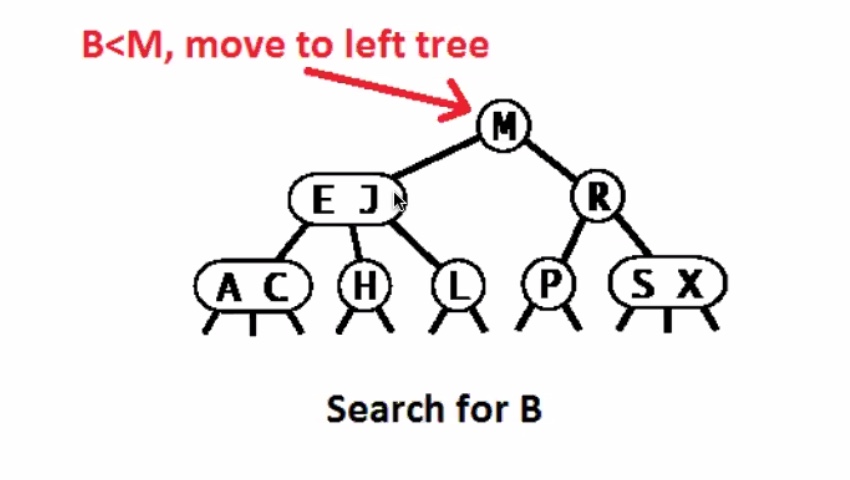 B<M, move to left tree
M
E J
R
A C
H
L
P
S X
Search for B